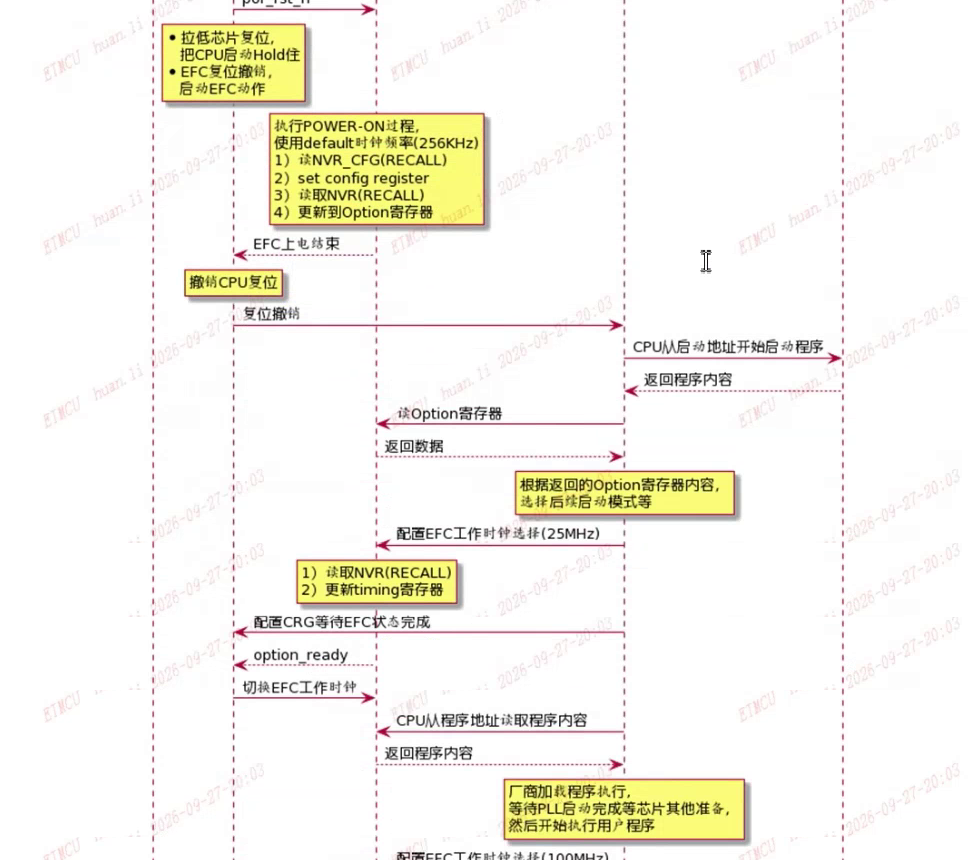 por_rst_n
• 拉低芯片复位，
把CPU启动Hold住
• EFC复位撤销，
启动EFC动作
执行POWER-ON过程，
使用default时钟频率(256KHz)
1）读NVR_CFG(RECALL)
2）set config register
3）读取NVR(RECALL)
4）更新到Option寄存器
EFC上电结束
撤销CPU复位
复位撤销
CPU从启动地址开始启动程序
返回程序内容
读Option寄存器
返回数据
根据返回的Option寄存器内容，
选择后续启动模式等
配置EFC工作时钟选择(25MHz)
1）读取NVR(RECALL)
2）更新timing寄存器
配置CRG等待EFC状态完成
option_ready
切换EFC工作时钟
CPU从程序地址读取程序内容
返回程序内容
厂商加载程序执行，
等待PLL启动完成等芯片其他准备，
然后开始执行用户程序
配置EFC工作时钟选择(100MHz)
ETMCU huan.li 2026-09-27-20:03